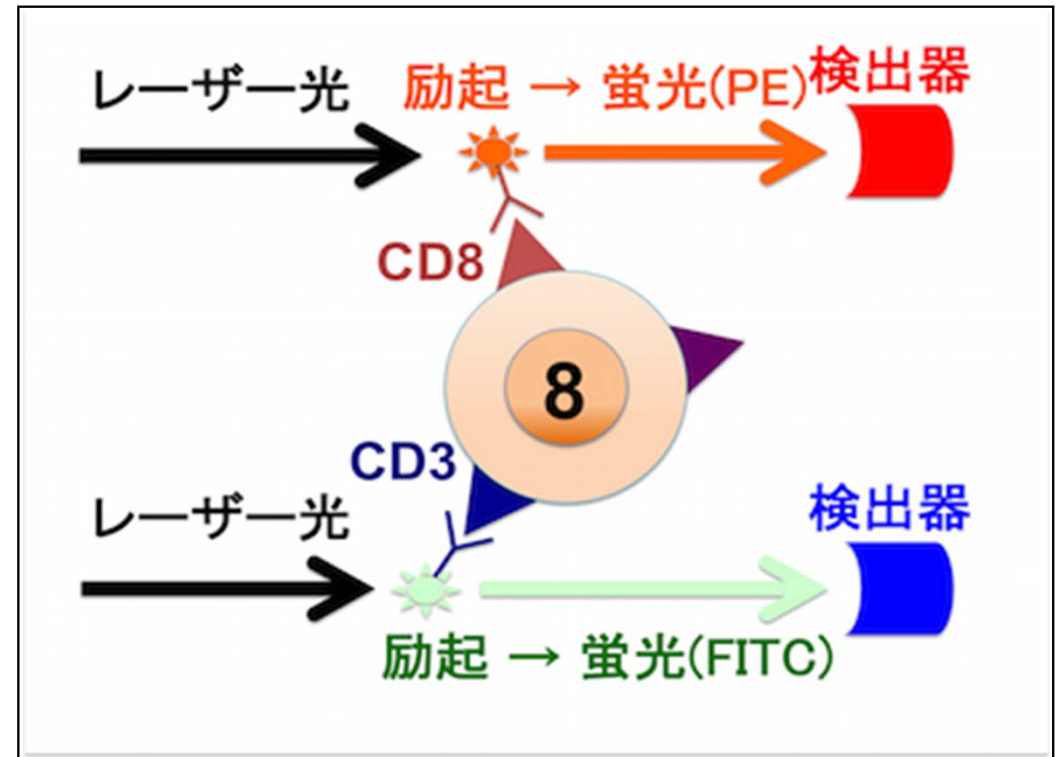 レーザー光
励起 → 蛍光(PE)
検出器
CD8
8
CD3
レーザー光
検出器
励起 → 蛍光(FITC)